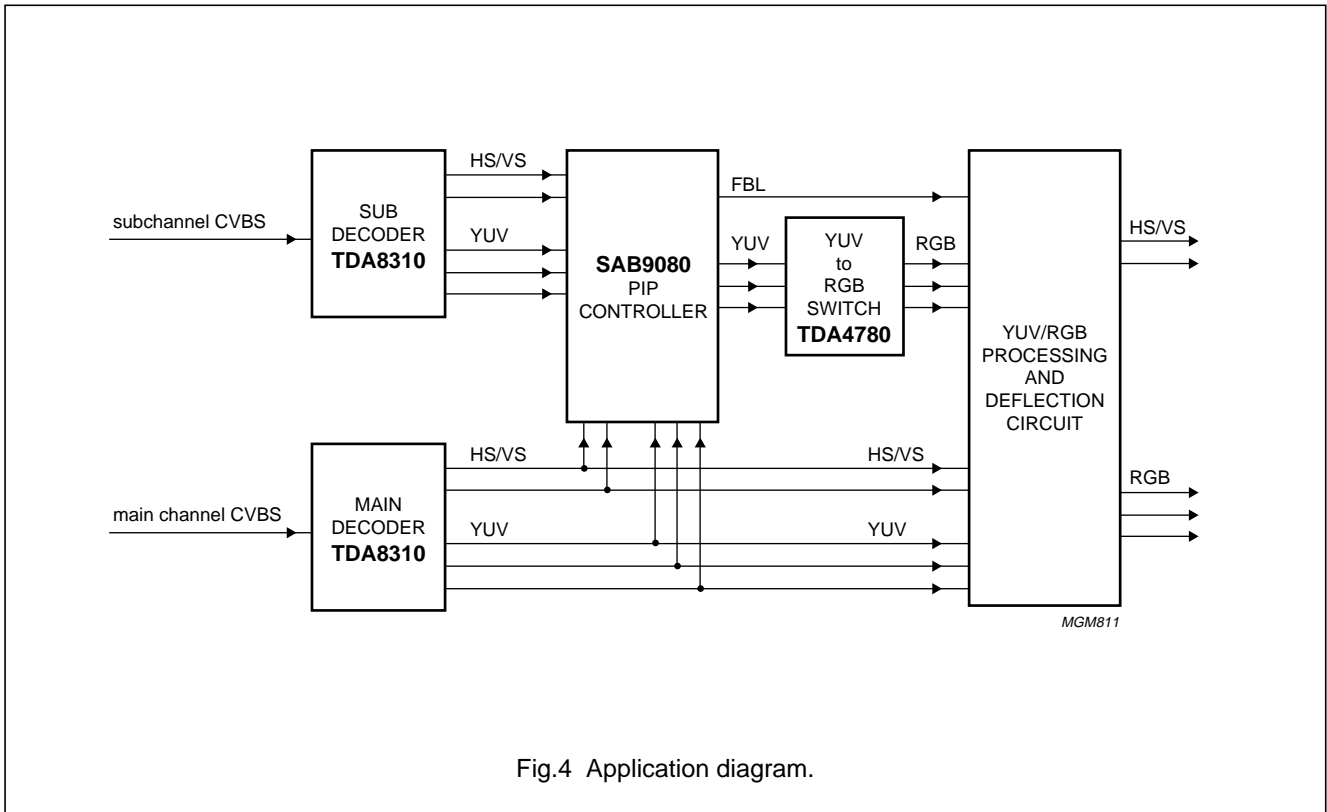 subchannel CVBS
SUB
DECODER
TDA8310
HS/VS
YUV
SAB9080
PIP
CONTROLLER
FBL
YUV
YUV
to
RGB
SWITCH
TDA4780
RGB
YUV/RGB
PROCESSING
AND
DEFLECTION
CIRCUIT
HS/VS
RGB
main channel CVBS
MAIN
DECODER
TDA8310
HS/VS
HS/VS
YUV
YUV
MGM811
Fig.4 Application diagram.